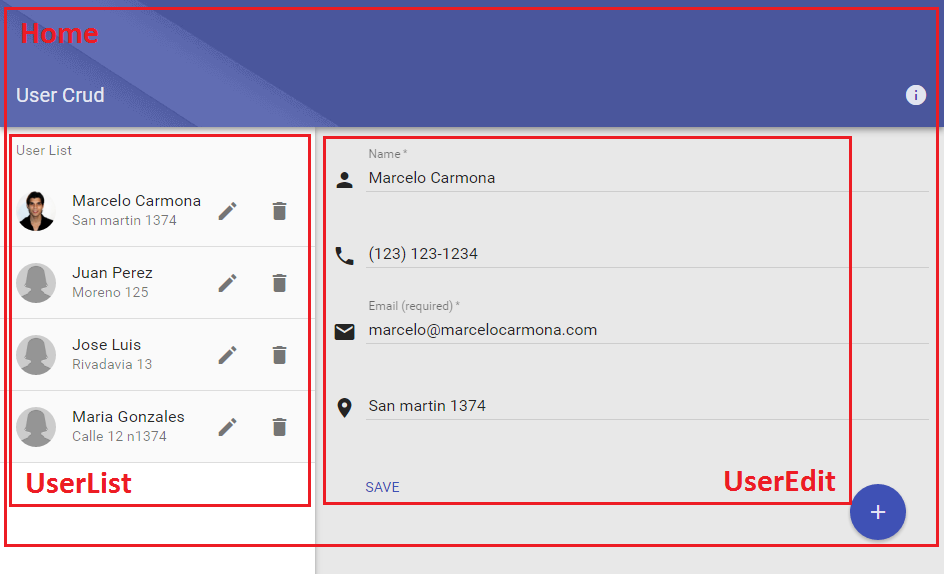 Home
User Crud
User List
Marcelo Carmona
San martin 1374
Juan Perez
Moreno 125
Jose Luis
Rivadavia 13
Maria Gonzales
Calle 12 n1374
UserList
Name *
Marcelo Carmona
(123) 123-1234
Email (required) *
marcelo@marcelocarmona.com
San martin 1374
SAVE
UserEdit